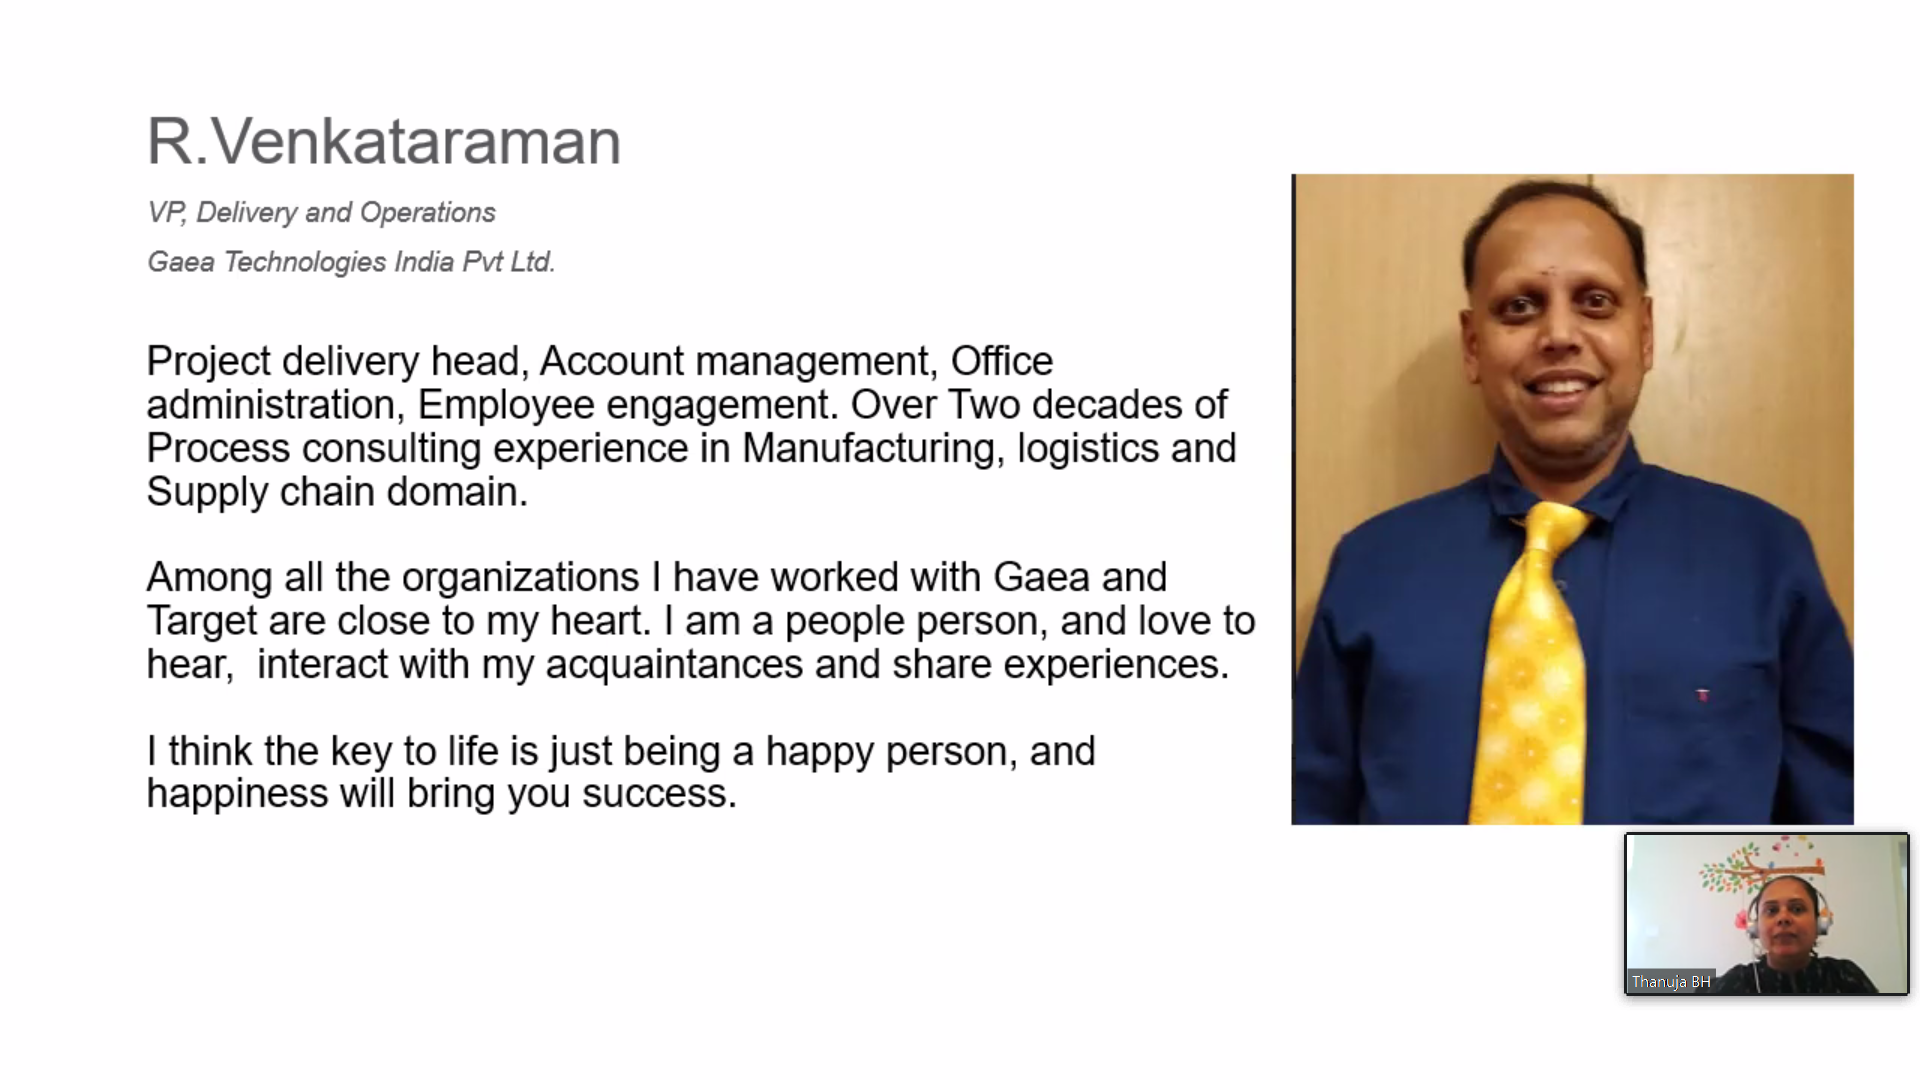 R.Venkataraman
VP, Delivery and Operations
Gaea Technologies India Pvt Ltd.
Project delivery head, Account management, Office
administration, Employee engagement. Over Two decades of
Process consulting experience in Manufacturing, logistics and
Supply chain domain.
Among all the organizations I have worked with Gaea and
Target are close to my heart. I am a people person, and love to
hear,  interact with my acquaintances and share experiences.
I think the key to life is just being a happy person, and
happiness will bring you success.
Thanuja BH